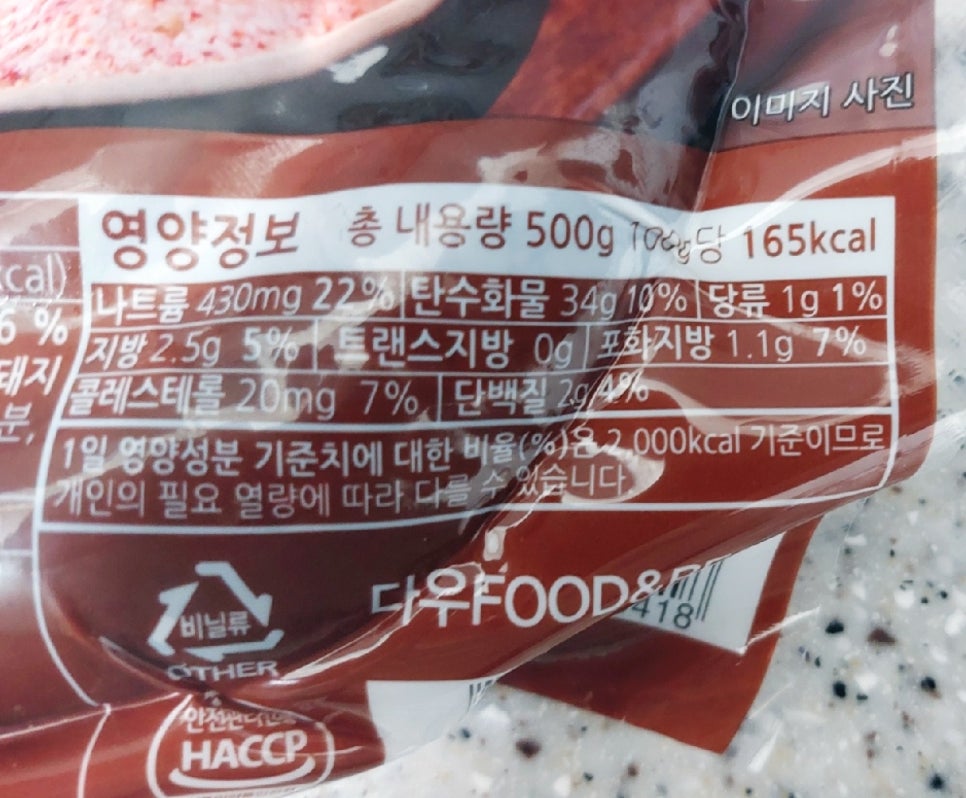 이미지 사진
영양정보 총 내용량 500g 100g당 165kcal
나트륨 430mg 22% 탄수화물 34g 10% 당류 1g 1%
지방 2.5g 5% 트랜스지방 0g 포화지방 1.1g 7%
콜레스테롤 20mg 7% 단백질 2g 4%
1일 영양성분 기준치에 대한 비율(%)은 2,000kcal 기준이므로
개인의 필요 열량에 따라 다를 수 있습니다
kcal)
6 %
돼지
분,
비닐류
OTHER
다우FOOD&
418
HACCP